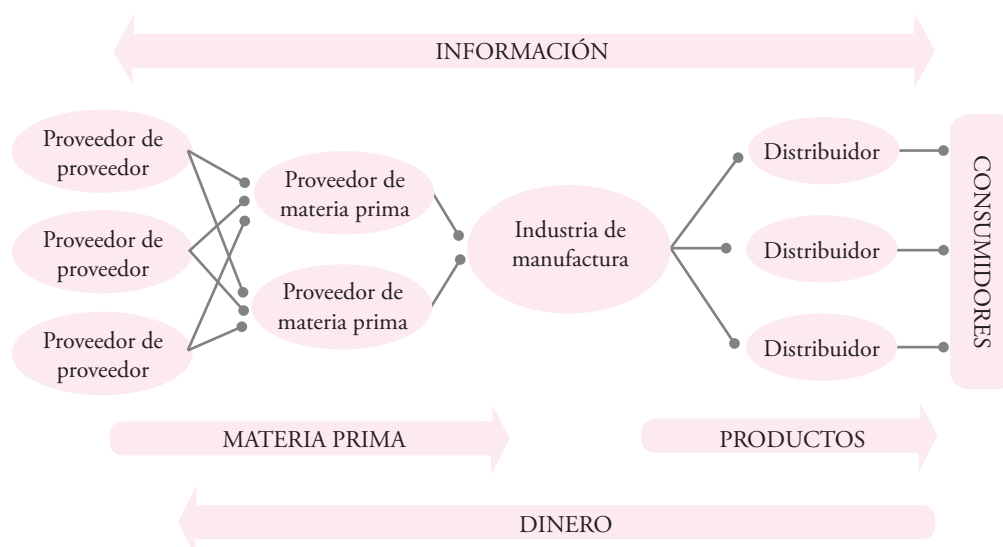 INFORMACIÓN
Proveedor de
proveedor
Proveedor de
proveedor
Proveedor de
proveedor
Proveedor de
materia prima
Proveedor de
materia prima
Industria de
manufactura
Distribuidor
Distribuidor
Distribuidor
CONSUMIDORES
MATERIA PRIMA
PRODUCTOS
DINERO